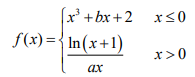 f(x) = { x³ + bx + 2    x ≤ 0
ln(x+1)/ax    x > 0